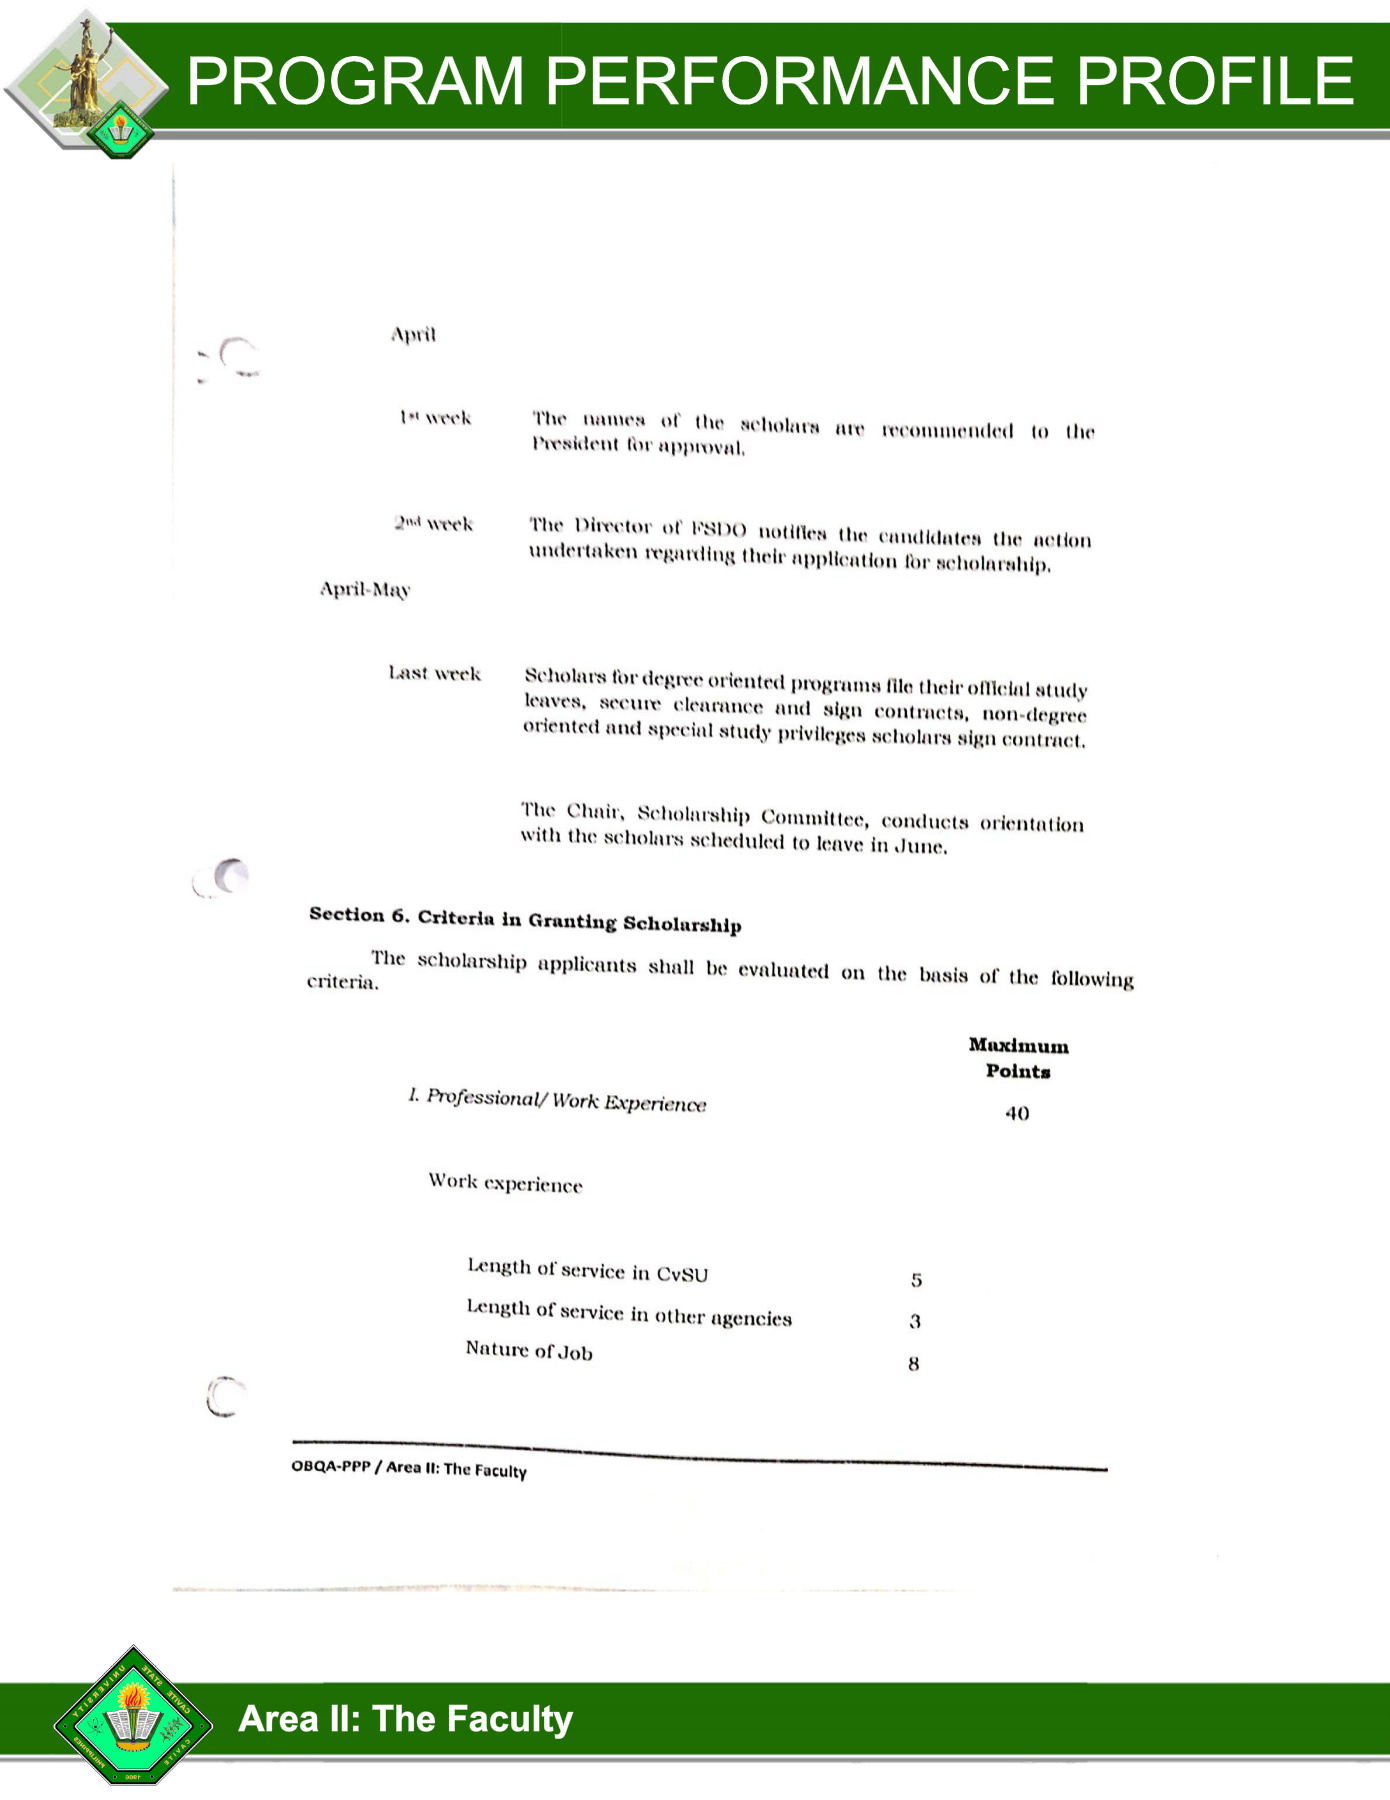 PROGRAM PERFORMANCE PROFILE
April
1st week The names of the scholars are recommended to the
President for approval.
2nd week The Director of FSDO notifies the candidates the action
undertaken regarding their application for scholarship.
April-May
Last week Scholars for degree oriented programs file their official study
leaves, secure clearance and sign contracts, non-degree
oriented and special study privileges scholars sign contract.
The Chair, Scholarship Committee, conducts orientation
with the scholars scheduled to leave in June.
Section 6. Criteria in Granting Scholarship
The scholarship applicants shall be evaluated on the basis of the following
criteria.
Maximum
Points
I. Professional/Work Experience 40
Work experience
Length of service in CvSU 5
Length of service in other agencies 3
Nature of Job 8
OBQA-PPP / Area II: The Faculty
CAVITE STATE UNIVERSITY
CAVITE
PHILIPPINES
1906
Area II: The Faculty